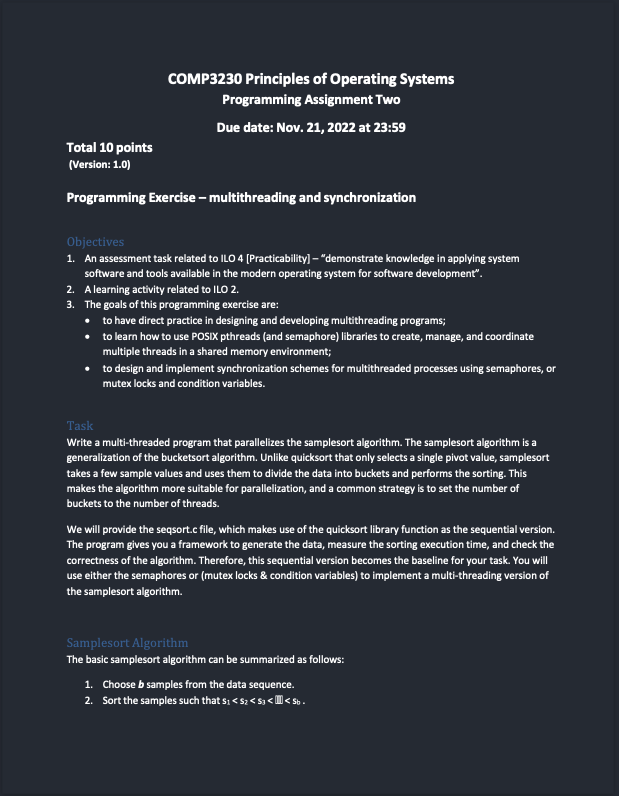 COMP3230 Principles of Operating Systems
Programming Assignment Two
Due date: Nov. 21, 2022 at 23:59
Total 10 points
(Version: 1.0)
Programming Exercise – multithreading and synchronization
Objectives
1. An assessment task related to ILO 4 [Practicability] – “demonstrate knowledge in applying system
software and tools available in the modern operating system for software development”.
2. A learning activity related to ILO 2.
3. The goals of this programming exercise are:
• to have direct practice in designing and developing multithreading programs;
• to learn how to use POSIX pthreads (and semaphore) libraries to create, manage, and coordinate
multiple threads in a shared memory environment;
• to design and implement synchronization schemes for multithreaded processes using semaphores, or
mutex locks and condition variables.
Task
Write a multi-threaded program that parallelizes the samplesort algorithm. The samplesort algorithm is a
generalization of the bucketsort algorithm. Unlike quicksort that only selects a single pivot value, samplesort
takes a few sample values and uses them to divide the data into buckets and performs the sorting. This
makes the algorithm more suitable for parallelization, and a common strategy is to set the number of
buckets to the number of threads.
We will provide the seqsort.c file, which makes use of the quicksort library function as the sequential version.
The program gives you a framework to generate the data, measure the sorting execution time, and check the
correctness of the algorithm. Therefore, this sequential version becomes the baseline for your task. You will
use either the semaphores or (mutex locks & condition variables) to implement a multi-threading version of
the samplesort algorithm.
Samplesort Algorithm
The basic samplesort algorithm can be summarized as follows:
1. Choose b samples from the data sequence.
2. Sort the samples such that s₁ < s₂ < s₃ < < s_b .